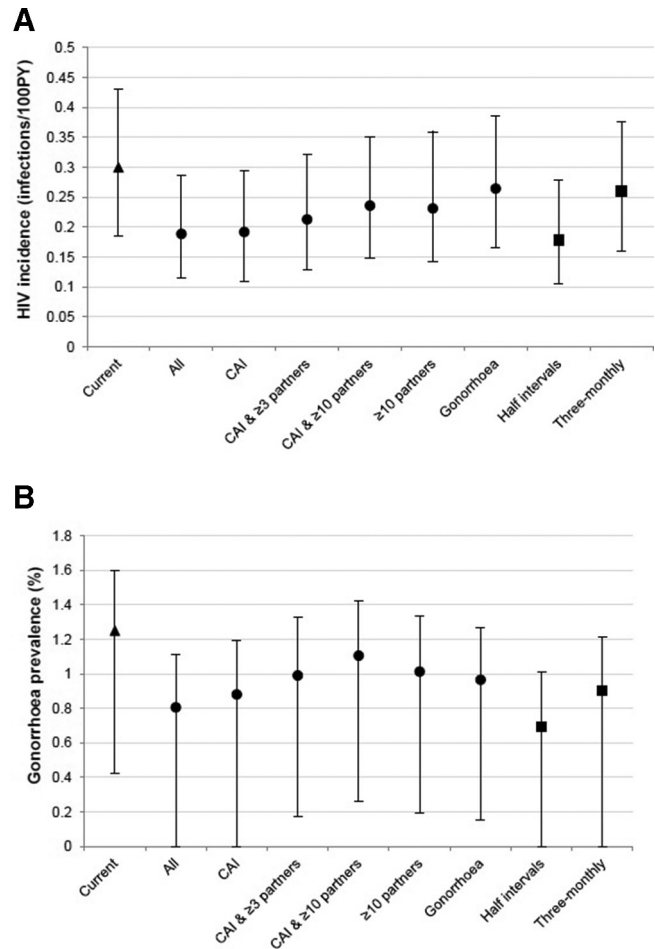 A
HIV incidence (infections/100PY)
0.5
0.45
0.4
0.35
0.3
0.25
0.2
0.15
0.1
0.05
0
Current
All
CAI
CAI & ≥3 partners
CAI & ≥10 partners
≥10 partners
Gonorrhoea
Half intervals
Three-monthly
B
Gonorrhoea prevalence (%)
1.8
1.6
1.4
1.2
1
0.8
0.6
0.4
0.2
0
Current
All
CAI
CAI & ≥3 partners
CAI & ≥10 partners
≥10 partners
Gonorrhoea
Half intervals
Three-monthly